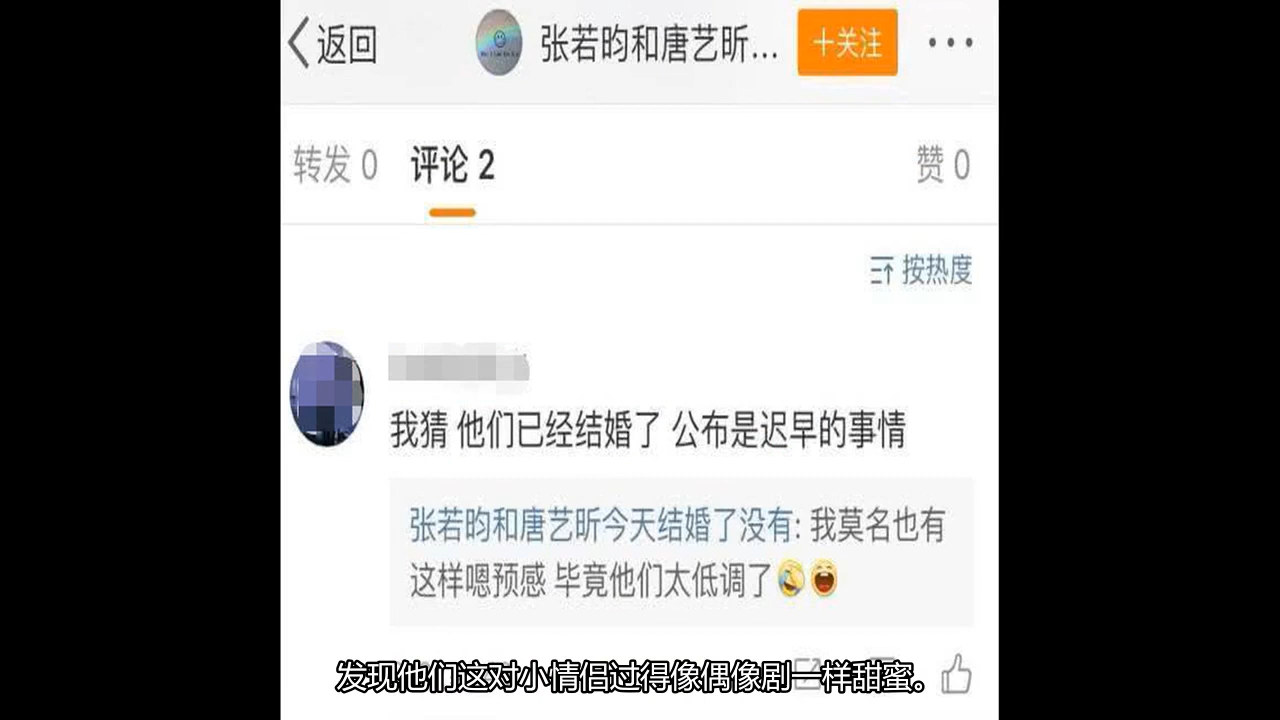 返回
张若昀和唐艺昕...
十关注
转发 0
评论 2
赞 0
按热度
我猜 他们已经结婚了 公布是迟早的事情
张若昀和唐艺昕今天结婚了没有: 我莫名也有
这样嗯预感 毕竟他们太低调了
发现他们这对小情侣过得像偶像剧一样甜蜜。